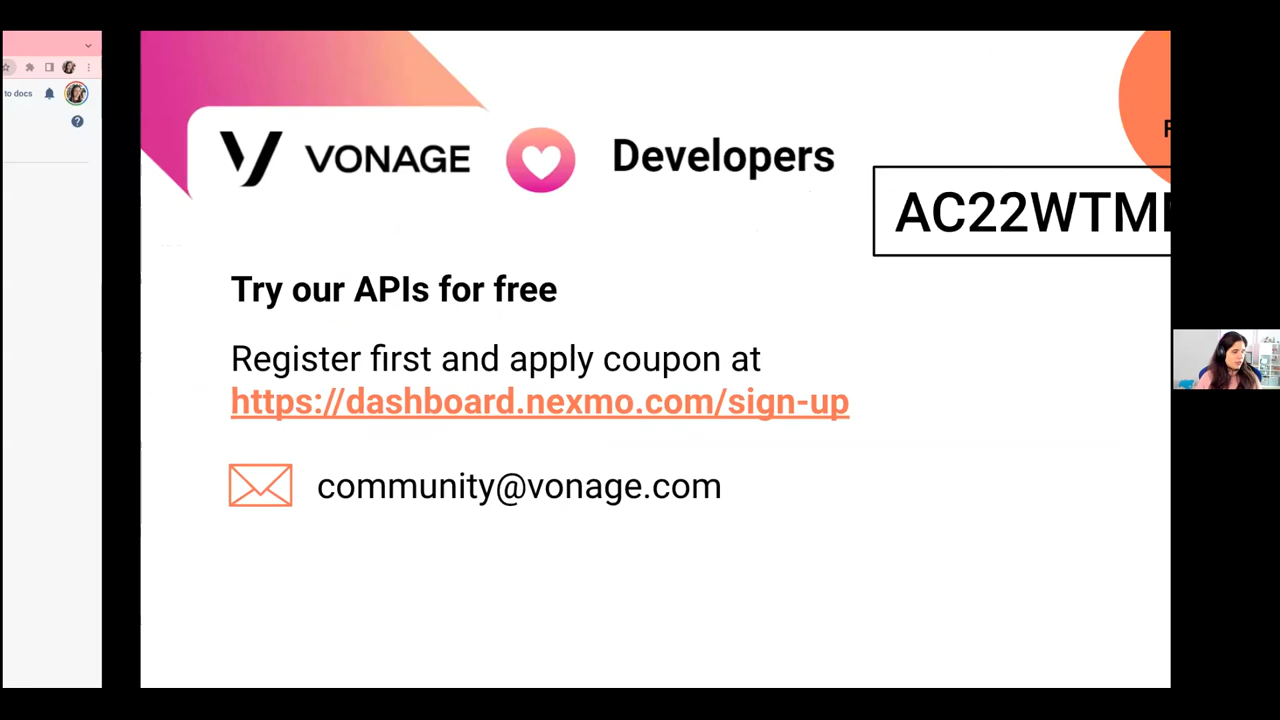 to docs
VONAGE
Developers
Try our APIs for free
Register first and apply coupon at
https://dashboard.nexmo.com/sign-up
community@vonage.com